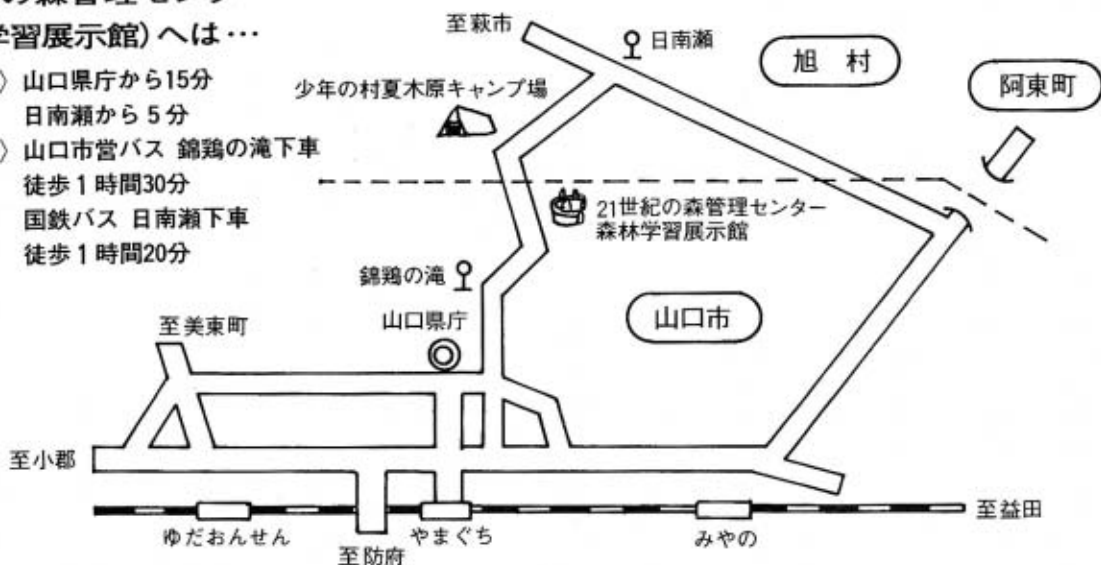 の森管理センター
学習展示館)へは…
〉山口県庁から15分
日南瀬から5分
〉山口市営バス 錦鶏の滝下車
徒歩1時間30分
国鉄バス 日南瀬下車
徒歩1時間20分
至萩市
日南瀬
旭村
阿東町
少年の村夏木原キャンプ場
21世紀の森管理センター
森林学習展示館
錦鶏の滝
山口県庁
山口市
至美東町
至小郡
ゆだおんせん
至防府
やまぐち
みやの
至益田